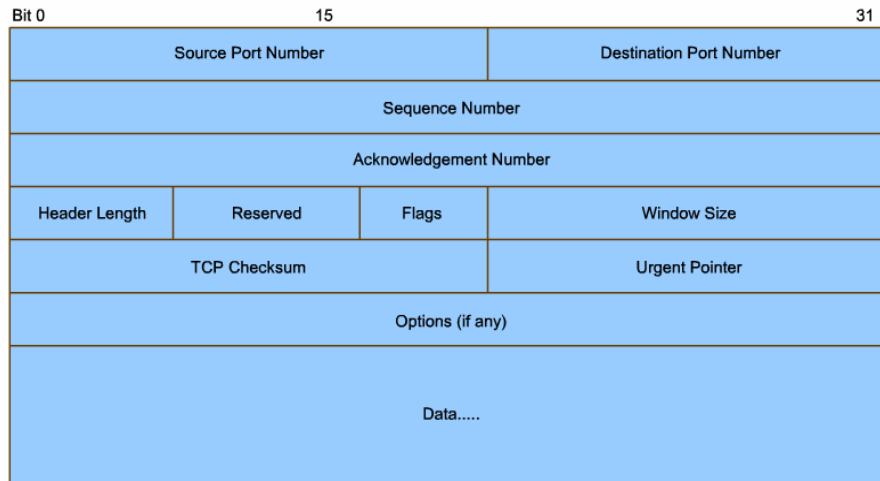 Bit 0 15 31
Source Port Number Destination Port Number
Sequence Number
Acknowledgement Number
Header Length Reserved Flags Window Size
TCP Checksum Urgent Pointer
Options (if any)
Data.....